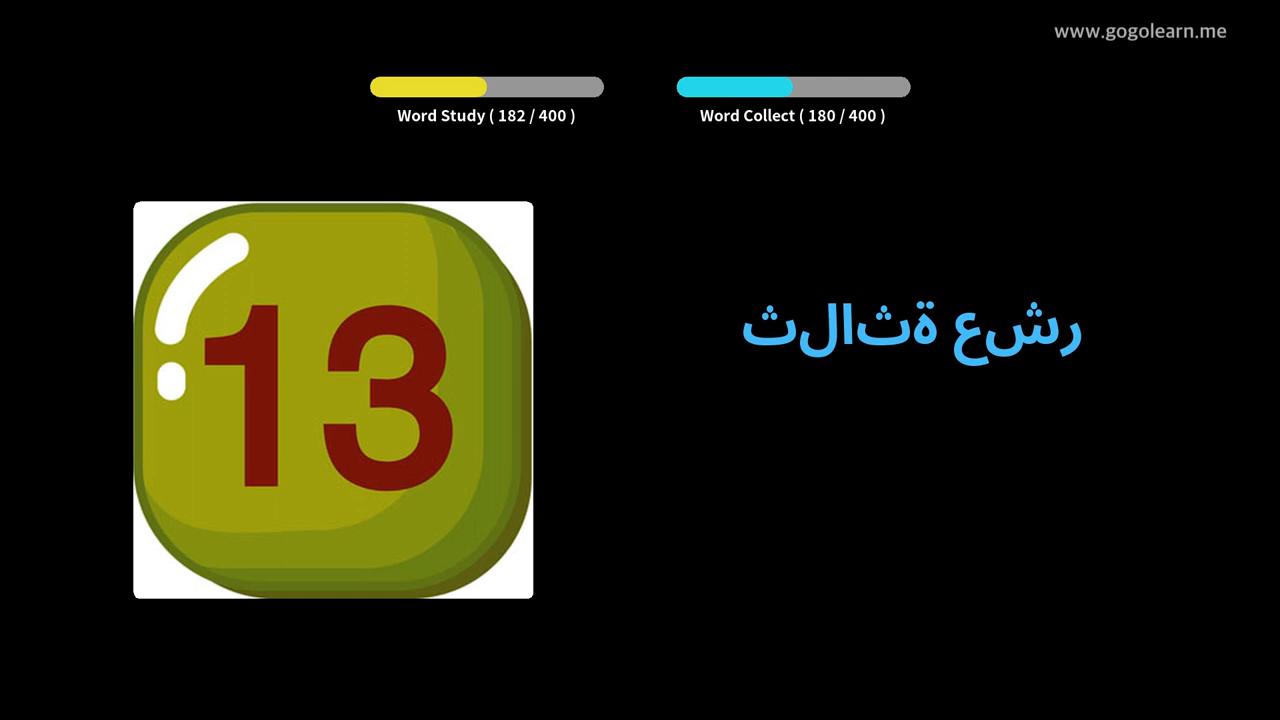 www.gogolearn.me
Word Study ( 182 / 400 )
Word Collect ( 180 / 400 )
13
رشع ةثالث